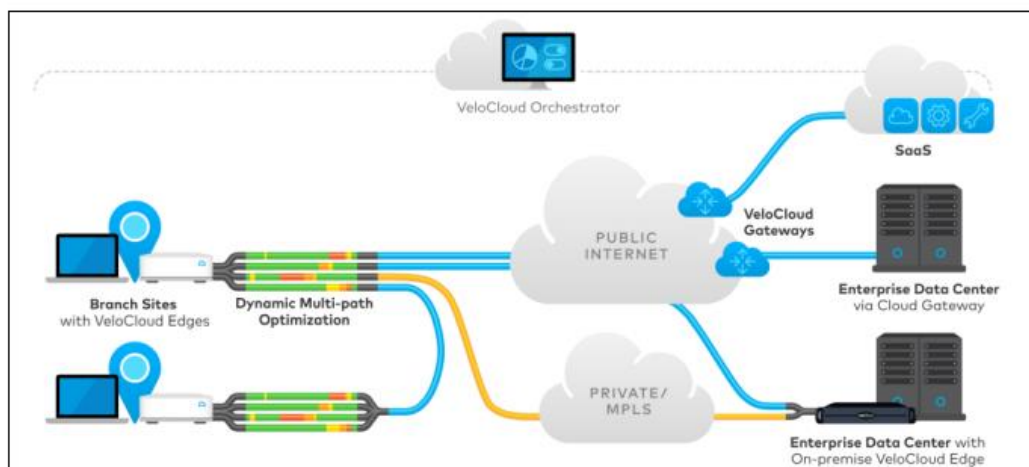 VeloCloud Orchestrator
SaaS
VeloCloud
Gateways
PUBLIC
INTERNET
Branch Sites
with VeloCloud Edges
Dynamic Multi-path
Optimization
Enterprise Data Center
via Cloud Gateway
PRIVATE/
MPLS
Enterprise Data Center with
On-premise VeloCloud Edge